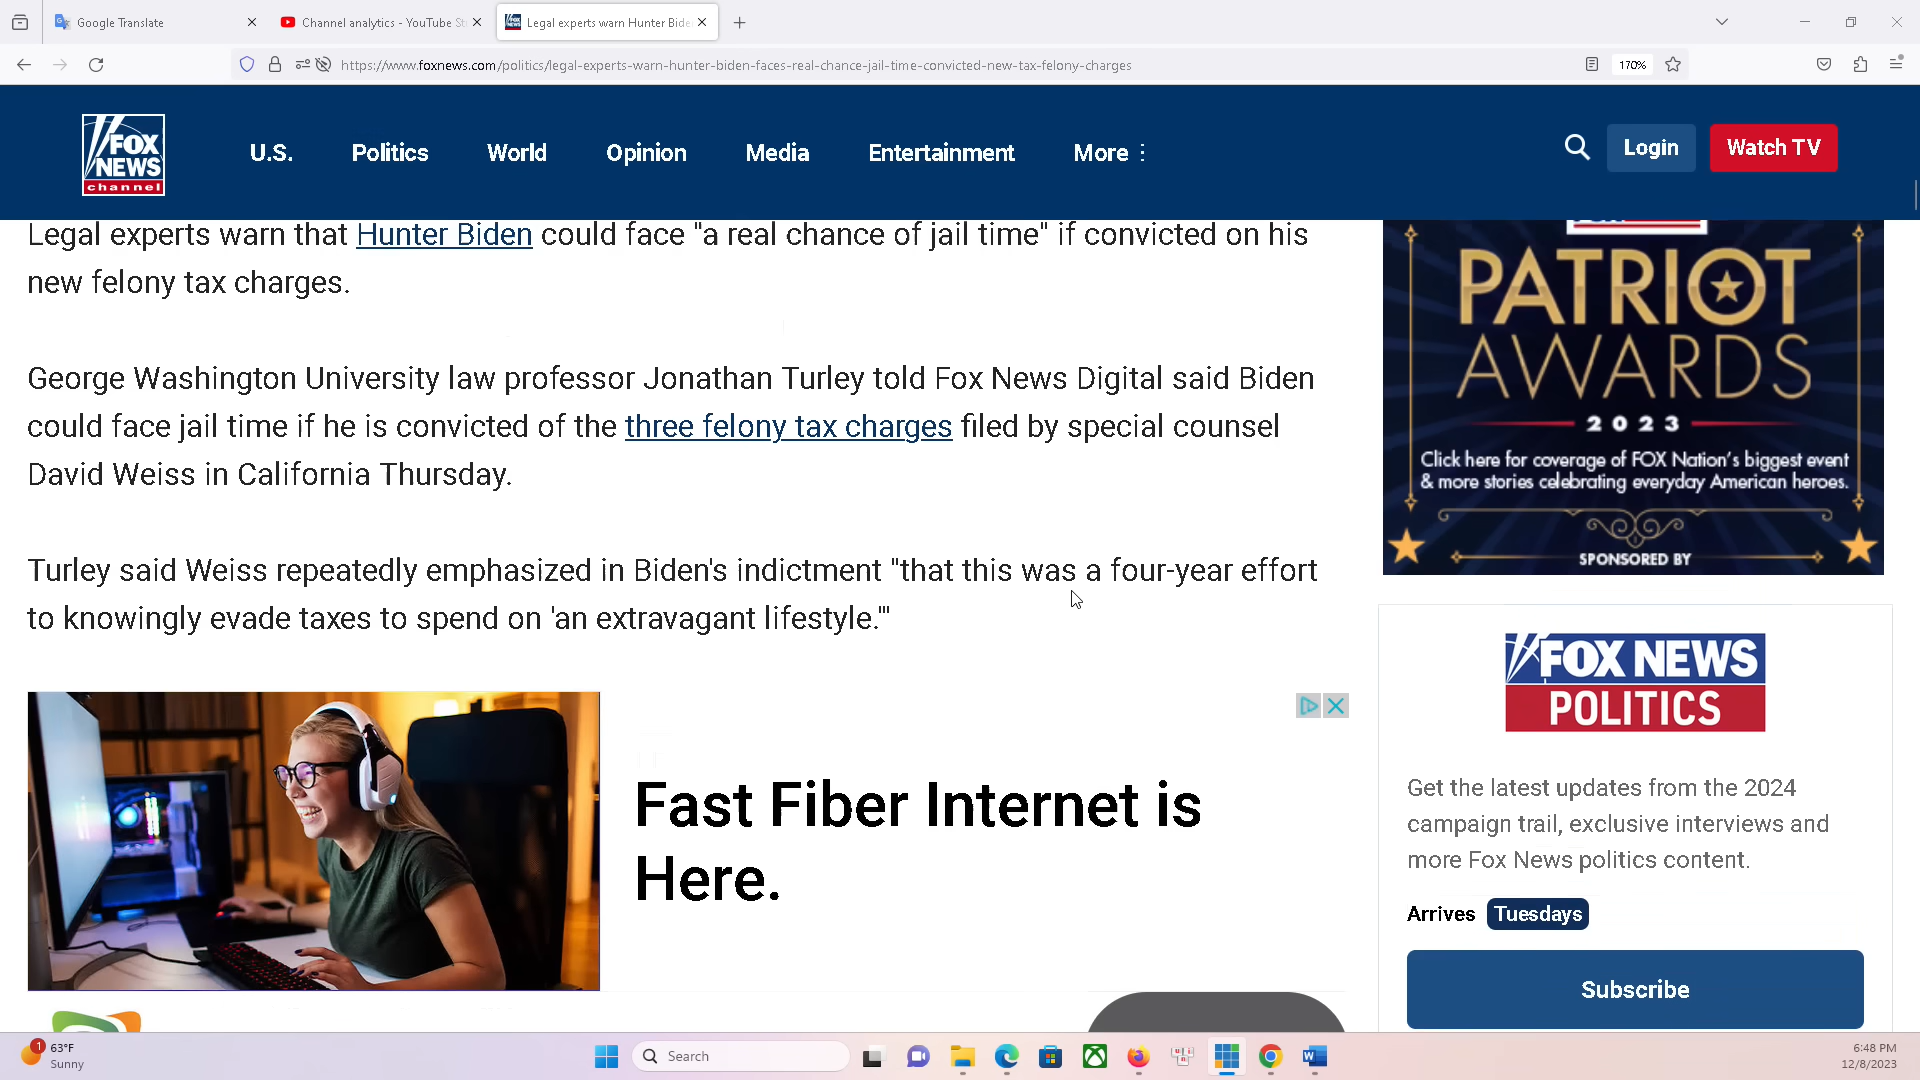 Google Translate
Channel analytics - YouTube St
Legal experts warn Hunter Bide
https://www.foxnews.com/politics/legal-experts-warn-hunter-biden-faces-real-chance-jail-time-convicted-new-tax-felony-charges
170%
FOX
NEWS
channel
U.S.
Politics
World
Opinion
Media
Entertainment
More
Login
Watch TV
Legal experts warn that Hunter Biden could face "a real chance of jail time" if convicted on his
new felony tax charges.
George Washington University law professor Jonathan Turley told Fox News Digital said Biden
could face jail time if he is convicted of the three felony tax charges filed by special counsel
David Weiss in California Thursday.
Turley said Weiss repeatedly emphasized in Biden's indictment "that this was a four-year effort
to knowingly evade taxes to spend on 'an extravagant lifestyle.'"
Fast Fiber Internet is
Here.
PATRIOT
AWARDS
2023
Click here for coverage of FOX Nation's biggest event
& more stories celebrating everyday American heroes.
SPONSORED BY
FOX NEWS
POLITICS
Get the latest updates from the 2024
campaign trail, exclusive interviews and
more Fox News politics content.
Arrives Tuesdays
Subscribe
1
63°F
Sunny
Search
6:48 PM
12/8/2023